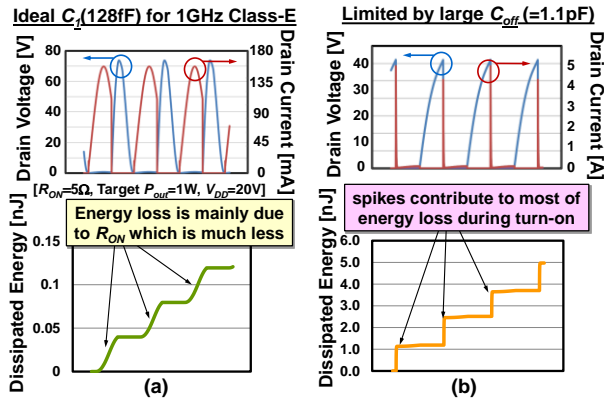 Ideal C1(128fF) for 1GHz Class-E
Drain Voltage [V]
80
60
40
20
0
180
135
90
45
0
Drain Current [mA]
[RON=5Ω, Target Pout=1W, VDD=20V]
Energy loss is mainly due
to RON which is much less
Dissipated Energy [nJ]
0.15
0.1
0.05
0
(a)
Limited by large Coff(=1.1pF)
Drain Voltage [V]
40
30
20
10
0
5
4
3
2
1
0
Drain Current [A]
spikes contribute to most of
energy loss during turn-on
Dissipated Energy [nJ]
6.0
5.0
4.0
3.0
2.0
1.0
0.0
(b)